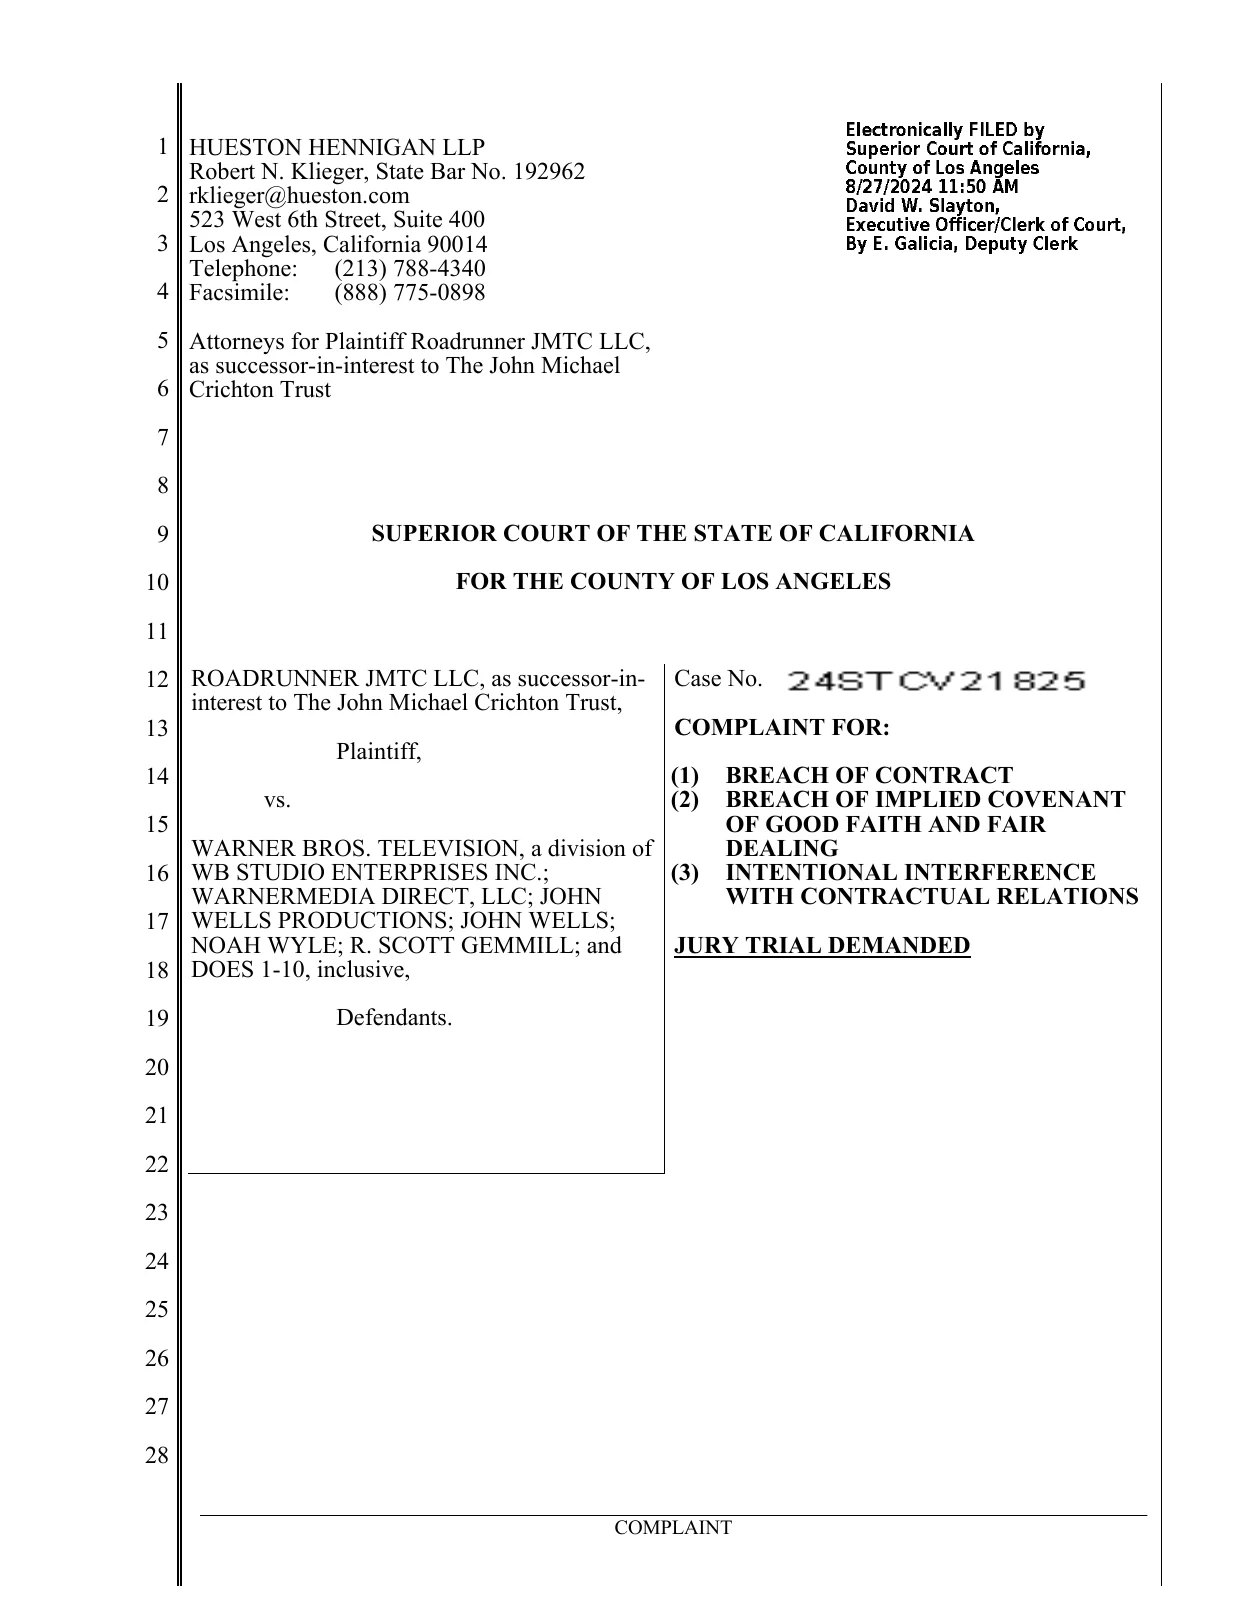 Electronically FILED by
Superior Court of California,
County of Los Angeles
8/27/2024 11:50 AM
David W. Slayton,
Executive Officer/Clerk of Court,
By E. Galicia, Deputy Clerk
1 HUESTON HENNIGAN LLP
Robert N. Klieger, State Bar No. 192962
2 rklieger@hueston.com
523 West 6th Street, Suite 400
3 Los Angeles, California 90014
Telephone: (213) 788-4340
4 Facsimile: (888) 775-0898
5 Attorneys for Plaintiff Roadrunner JMTC LLC,
as successor-in-interest to The John Michael
6 Crichton Trust
7
8
9 SUPERIOR COURT OF THE STATE OF CALIFORNIA
10 FOR THE COUNTY OF LOS ANGELES
11
12 ROADRUNNER JMTC LLC, as successor-in-
interest to The John Michael Crichton Trust,
13
Plaintiff,
14
vs.
15
WARNER BROS. TELEVISION, a division of
16 WB STUDIO ENTERPRISES INC.;
WARNERMEDIA DIRECT, LLC; JOHN
17 WELLS PRODUCTIONS; JOHN WELLS;
NOAH WYLE; R. SCOTT GEMMILL; and
18 DOES 1-10, inclusive,
19 Defendants.
20
21
22
Case No. 24STCV21825
COMPLAINT FOR:
(1) BREACH OF CONTRACT
(2) BREACH OF IMPLIED COVENANT
OF GOOD FAITH AND FAIR
DEALING
(3) INTENTIONAL INTERFERENCE
WITH CONTRACTUAL RELATIONS
JURY TRIAL DEMANDED
23
24
25
26
27
28
COMPLAINT